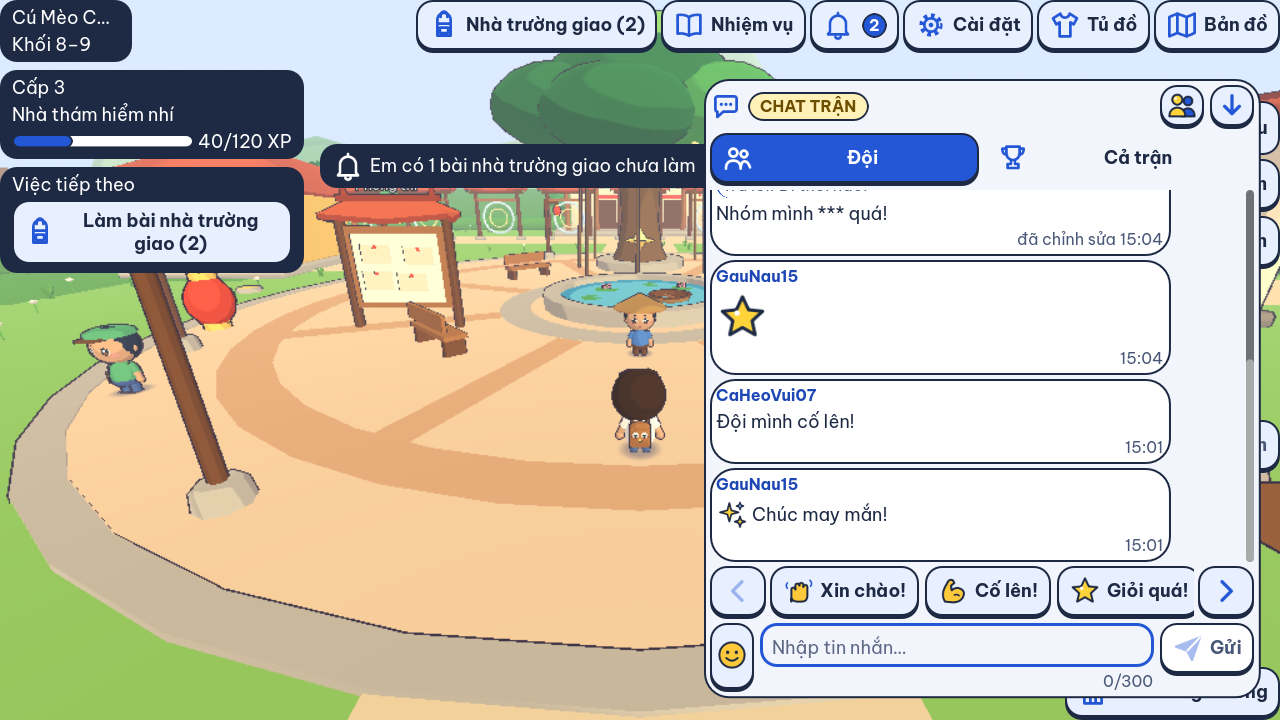 Cú Mèo C...
Khối 8–9
Nhà trường giao (2)
Nhiệm vụ
2
Cài đặt
Tủ đồ
Bản đồ
Cấp 3
Nhà thám hiểm nhí
40/120 XP
Việc tiếp theo
Làm bài nhà trường
giao (2)
Em có 1 bài nhà trường giao chưa làm
CHAT TRẬN
Đội
Cả trận
Nhóm mình *** quá!
đã chỉnh sửa 15:04
GauNau15
15:04
CaHeoVui07
Đội mình cố lên!
15:01
GauNau15
Chúc may mắn!
15:01
Xin chào!
Cố lên!
Giỏi quá!
Nhập tin nhắn...
Gửi
0/300